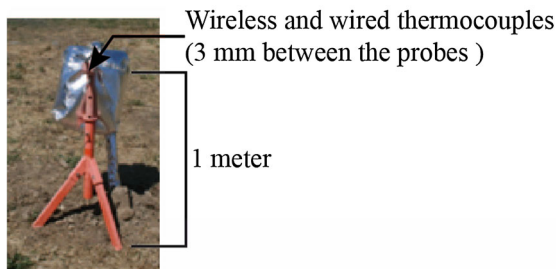 Wireless and wired thermocouples
(3 mm between the probes )
1 meter